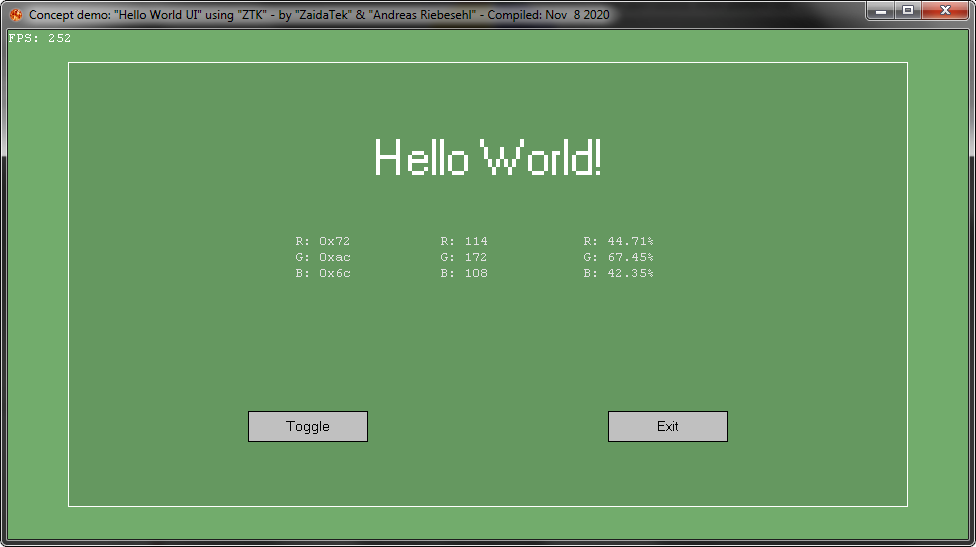 Concept demo: "Hello World UI" using "ZTK" - by "ZaidaTek" & "Andreas Riebesehl" - Compiled: Nov  8 2020
FPS: 252
Hello World!
R: 0x72 R: 114 R: 44.71%
G: 0xac G: 172 G: 67.45%
B: 0x6c B: 108 B: 42.35%
Toggle Exit